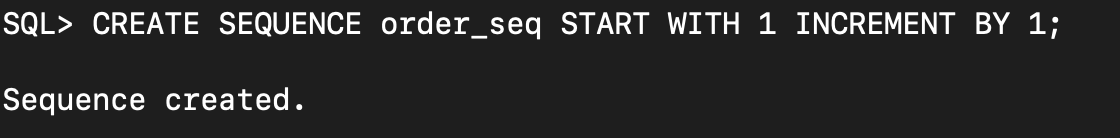 SQL> CREATE SEQUENCE order_seq START WITH 1 INCREMENT BY 1;
Sequence created.